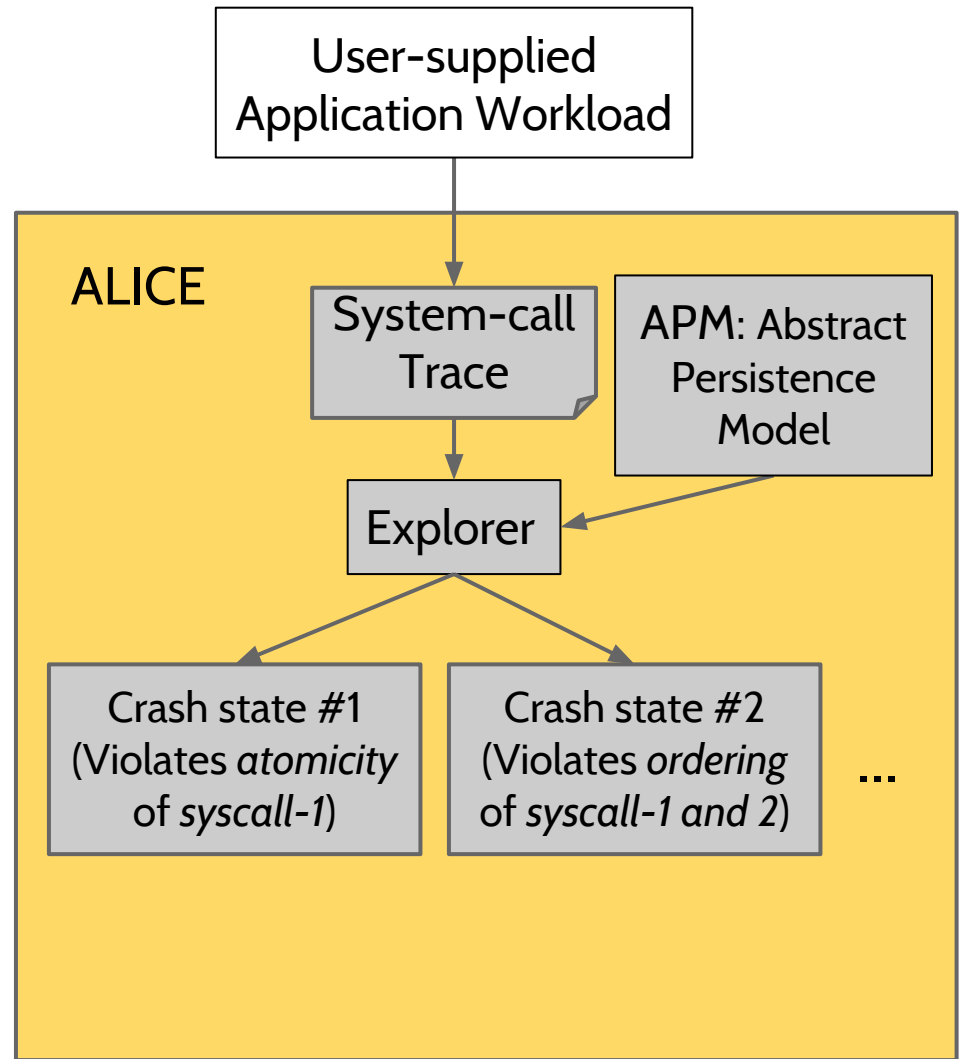 User-supplied
Application Workload
ALICE
System-call
Trace
APM: Abstract
Persistence
Model
Explorer
Crash state #1
(Violates atomicity
of syscall-1)
Crash state #2
(Violates ordering
of syscall-1 and 2)
...